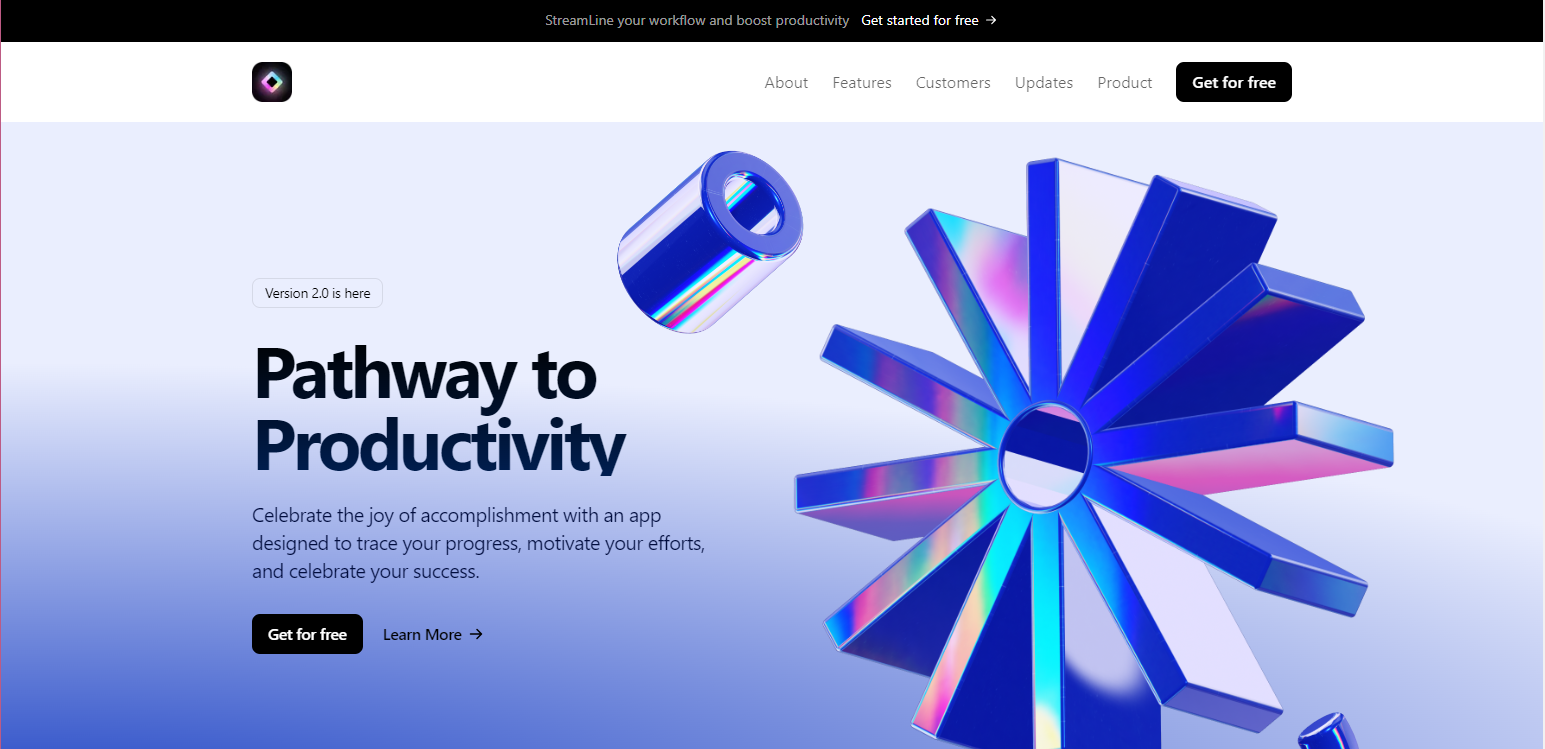 StreamLine your workflow and boost productivity Get started for free →
About Features Customers Updates Product Get for free
Version 2.0 is here
Pathway to
Productivity
Celebrate the joy of accomplishment with an app
designed to trace your progress, motivate your efforts,
and celebrate your success.
Get for free Learn More →